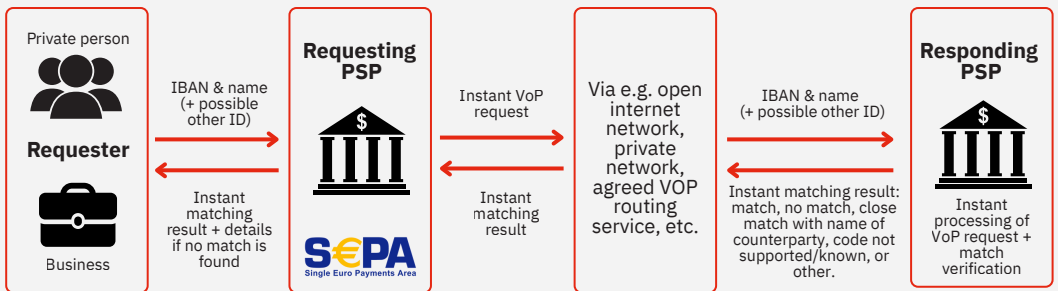 Private person
Requester
Business
IBAN & name
(+ possible
other ID)
Instant
matching
result + details
if no match is
found
Requesting
PSP
$
S€PA
Single Euro Payments Area
Instant VoP
request
Instant
matching
result
Via e.g. open
internet
network,
private
network,
agreed VOP
routing
service, etc.
IBAN & name
(+ possible other ID)
Instant matching result:
match, no match, close
match with name of
counterparty, code not
supported/known, or
other.
Responding
PSP
$
Instant
processing of
VoP request +
match
verification